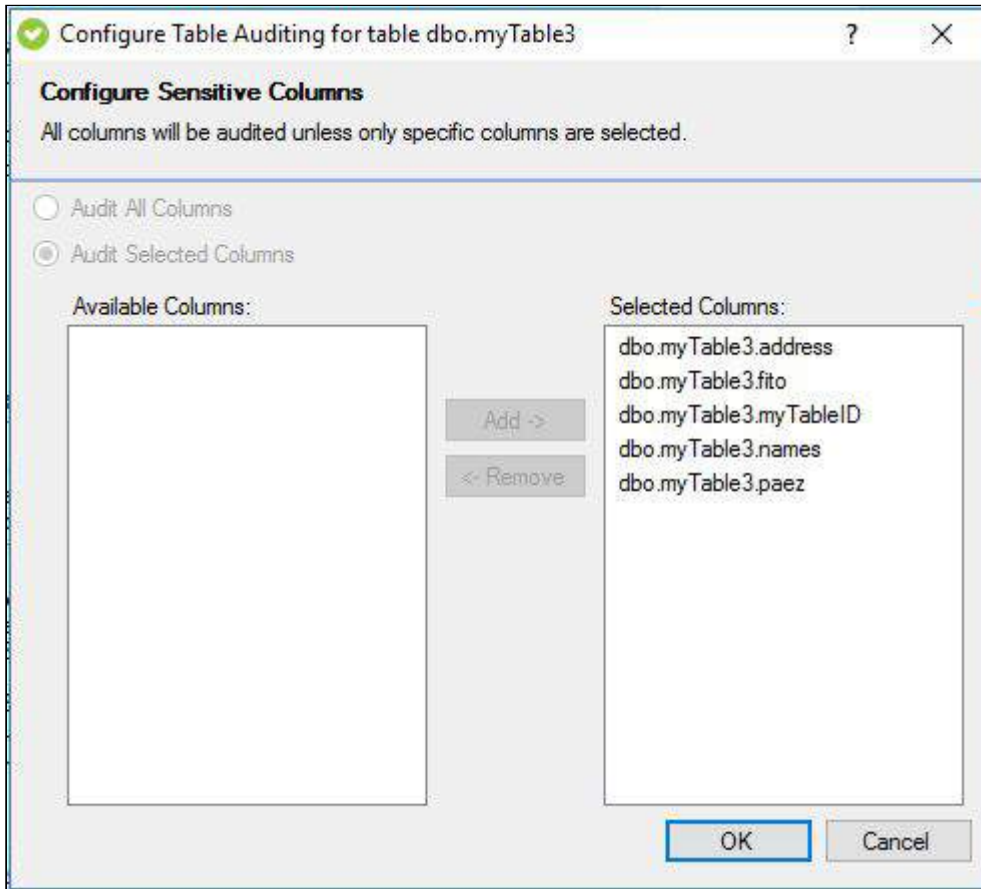 Configure Table Auditing for table dbo.myTable3 ?
Configure Sensitive Columns
All columns will be audited unless only specific columns are selected.
Audit All Columns
Audit Selected Columns
Available Columns:
Add ->
<- Remove
Selected Columns:
dbo.myTable3.address
dbo.myTable3.fito
dbo.myTable3.myTableID
dbo.myTable3.names
dbo.myTable3.paez
OK Cancel